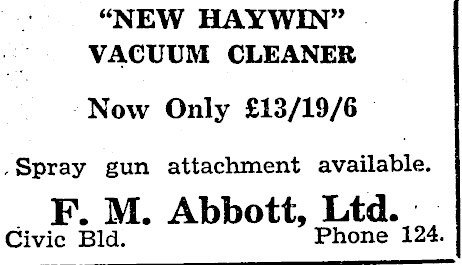 “NEW HAYWIN”
VACUUM CLEANER
Now Only £13/19/6
Spray gun attachment available.
F. M. Abbott, Ltd.
Civic Bld. Phone 124.